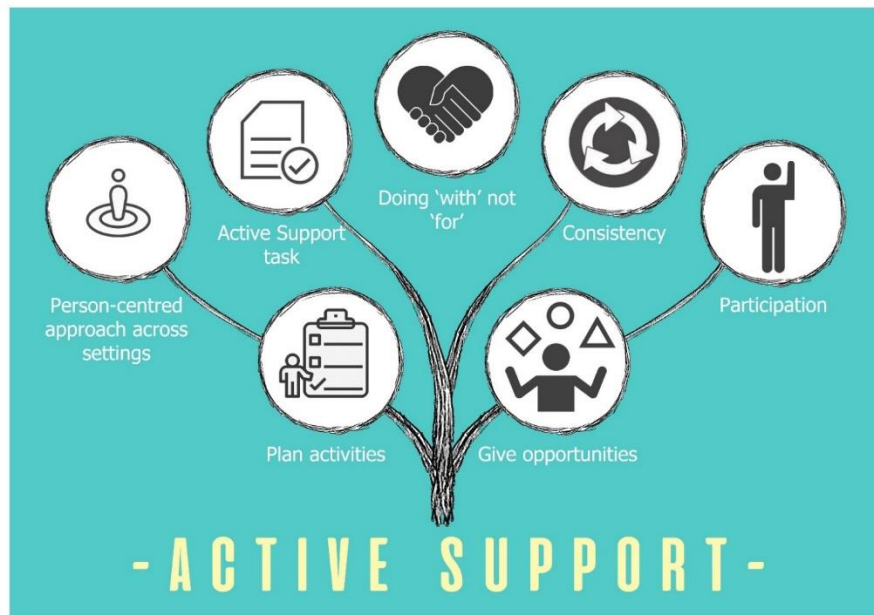 Doing ‘with’ not
‘for’
Active Support
task
Consistency
Person-centred
approach across
settings
Participation
Plan activities
Give opportunities
- ACTIVE SUPPORT -